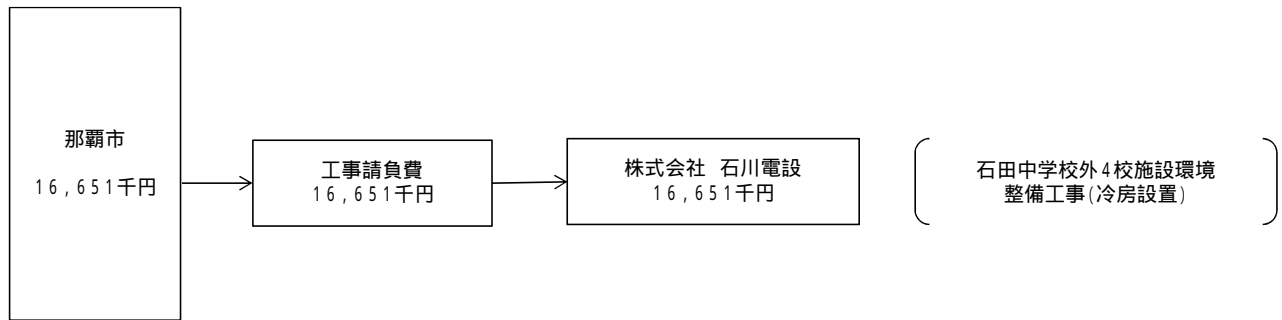 那覇市
16,651千円
工事請負費
16,651千円
株式会社 石川電設
16,651千円
石田中学校外4校施設環境
整備工事(冷房設置)